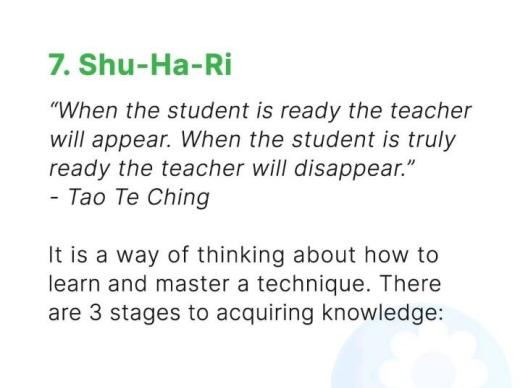 7. Shu-Ha-Ri
“When the student is ready the teacher
will appear. When the student is truly
ready the teacher will disappear.”
- Tao Te Ching
It is a way of thinking about how to
learn and master a technique. There
are 3 stages to acquiring knowledge: